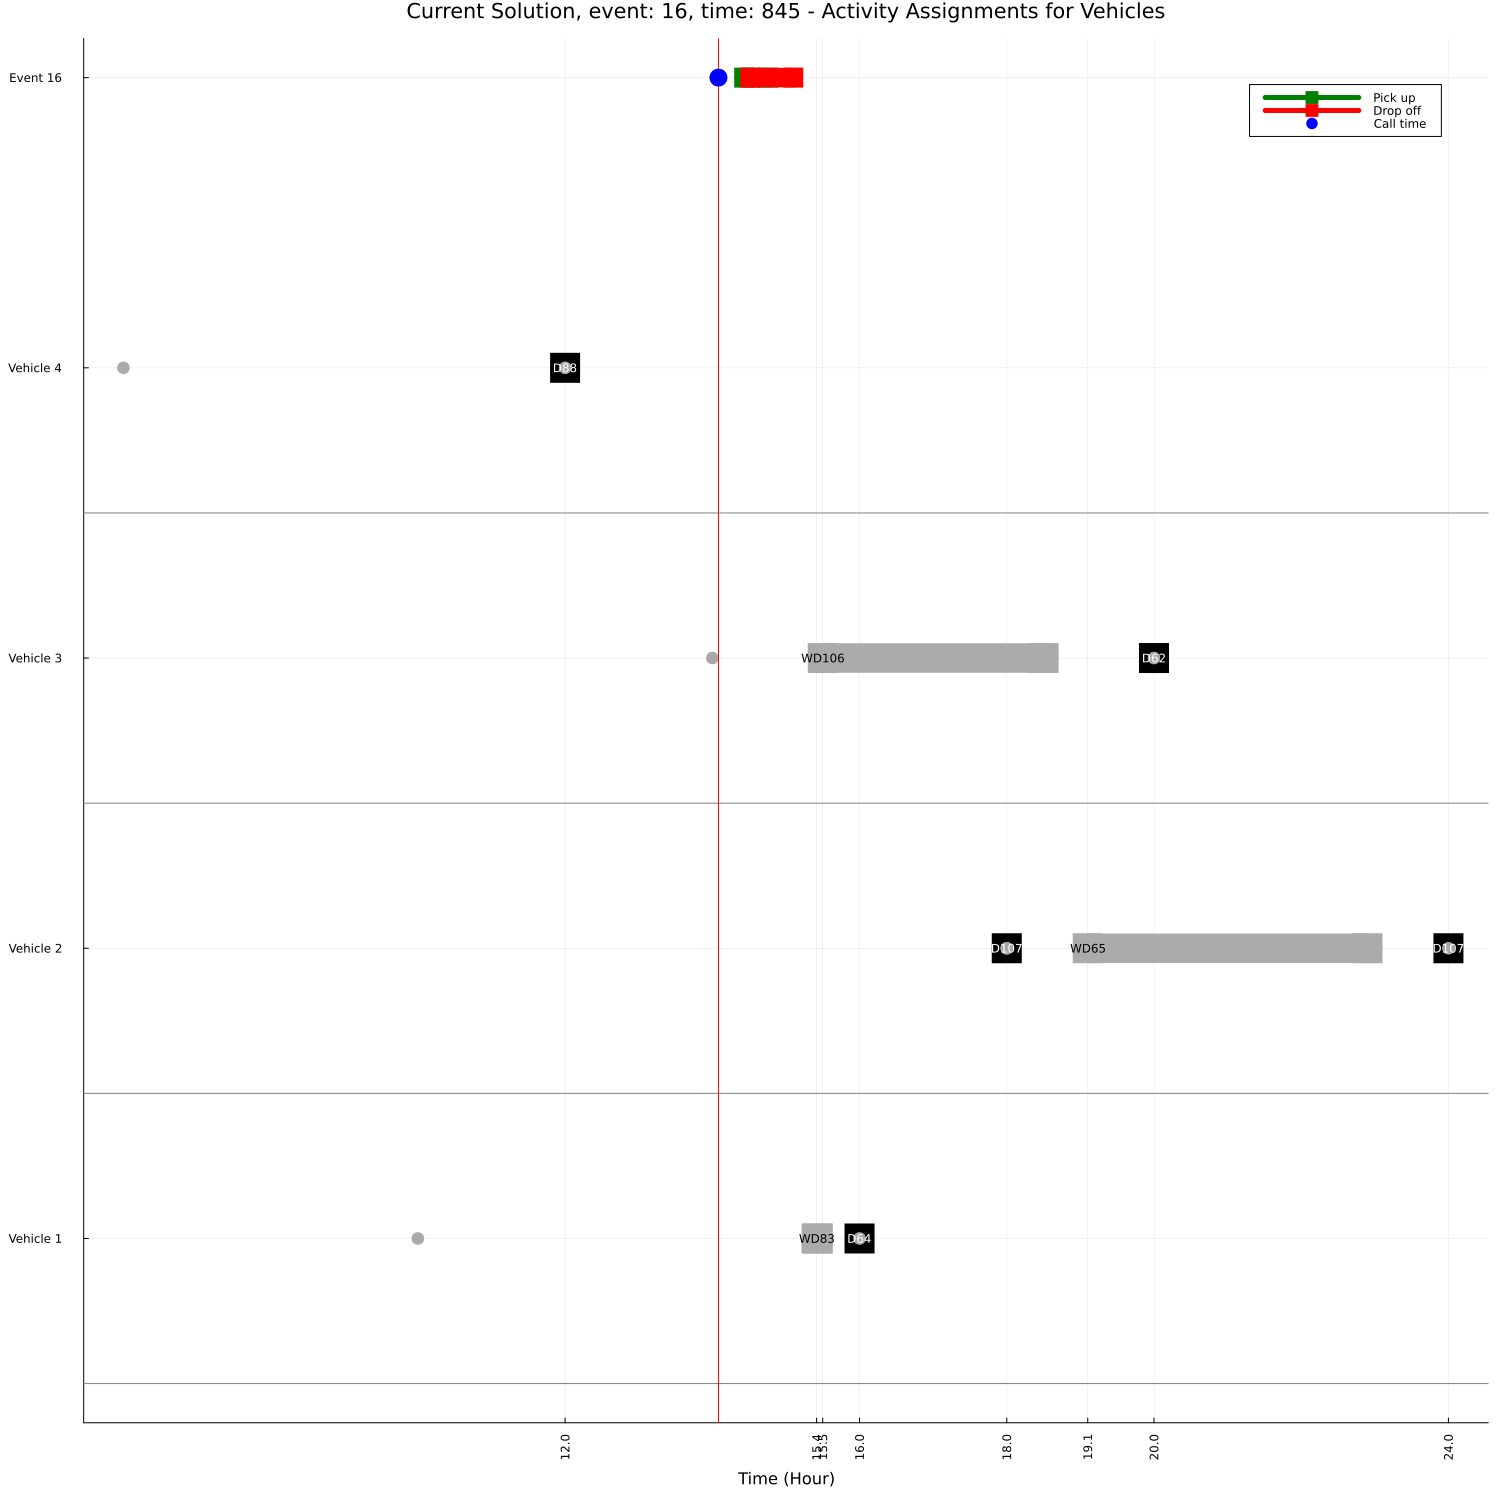 Current Solution, event: 16, time: 845 - Activity Assignments for Vehicles
Event 16
Pick up
Drop off
Call time
Vehicle 4
D88
Vehicle 3
WD106
D62
Vehicle 2
D107
WD65
D107
Vehicle 1
WD83
D64
12.0
15.4
15.5
16.0
18.0
19.1
20.0
24.0
Time (Hour)